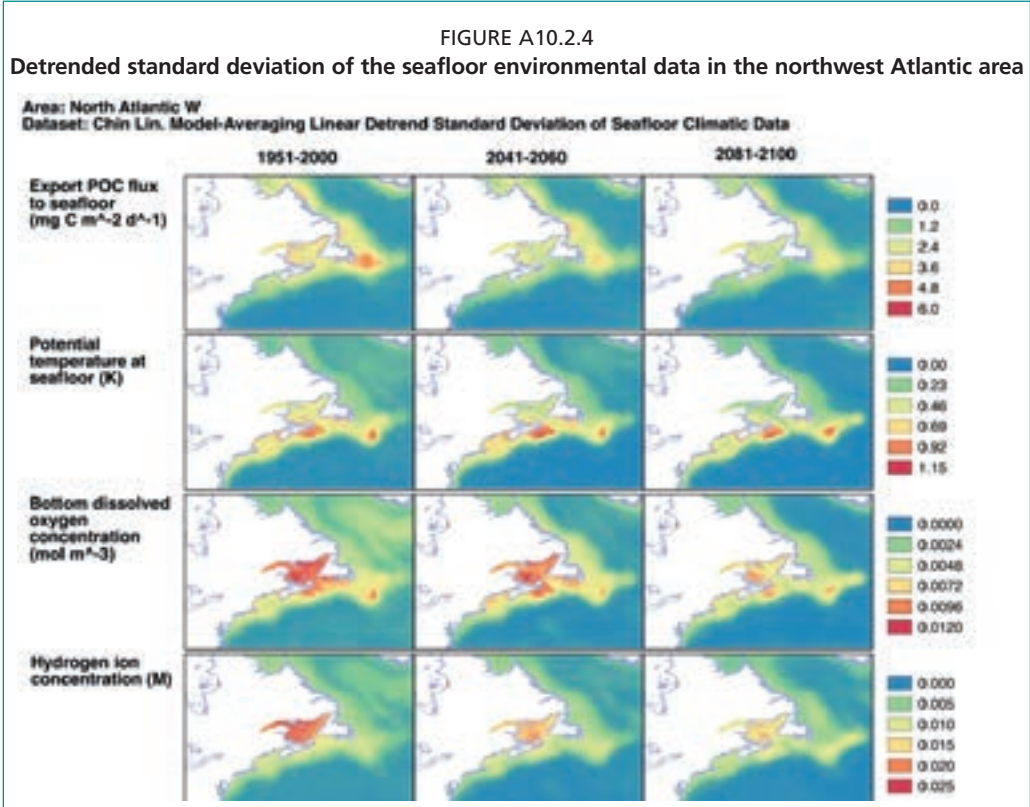 FIGURE A10.2.4
Detrended standard deviation of the seafloor environmental data in the northwest Atlantic area
Area: North Atlantic W
Dataset: Chin Lin. Model-Averaging Linear Detrend Standard Deviation of Seafloor Climatic Data
1951-2000 2041-2060 2081-2100
Export POC flux
to seafloor
(mg C m^-2 d^-1)
0.0
1.2
2.4
3.6
4.8
6.0
Potential
temperature at
seafloor (K)
0.00
0.23
0.46
0.69
0.92
1.15
Bottom dissolved
oxygen
concentration
(mol m^-3)
0.0000
0.0024
0.0048
0.0072
0.0096
0.0120
Hydrogen ion
concentration (M)
0.000
0.005
0.010
0.015
0.020
0.025